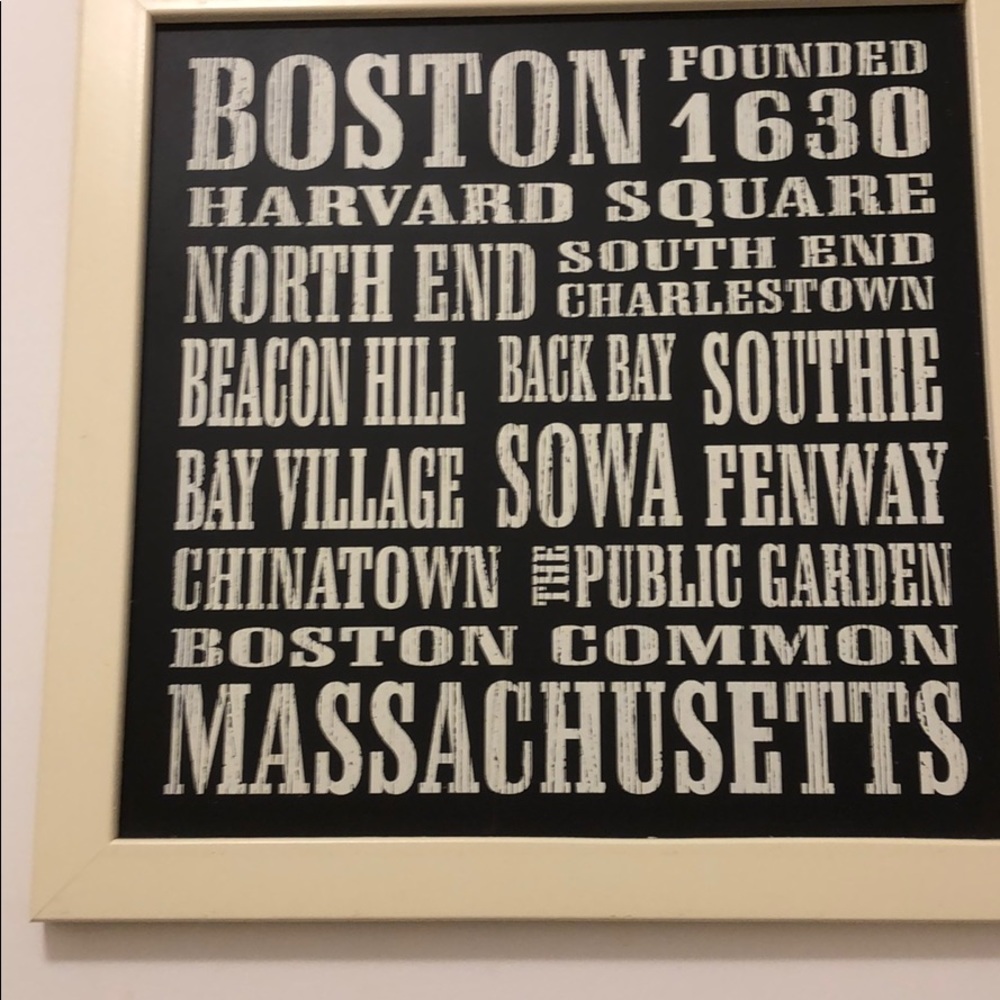 BOSTON FOUNDED
1630
HARVARD SQUARE
NORTH END SOUTH END
CHARLESTOWN
BEACON HILL BACK BAY SOUTHIE
BAY VILLAGE SOWA FENWAY
CHINATOWN THE PUBLIC GARDEN
BOSTON COMMON
MASSACHUSETTS